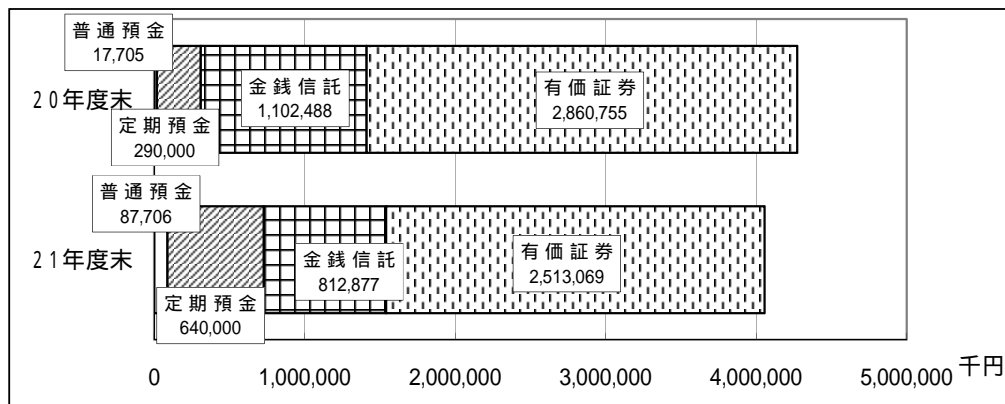 普通預金
17,705
20年度末
定期預金
290,000
金銭信託
1,102,488
有価証券
2,860,755
普通預金
87,706
21年度末
定期預金
640,000
金銭信託
812,877
有価証券
2,513,069
0 1,000,000 2,000,000 3,000,000 4,000,000 5,000,000 千円